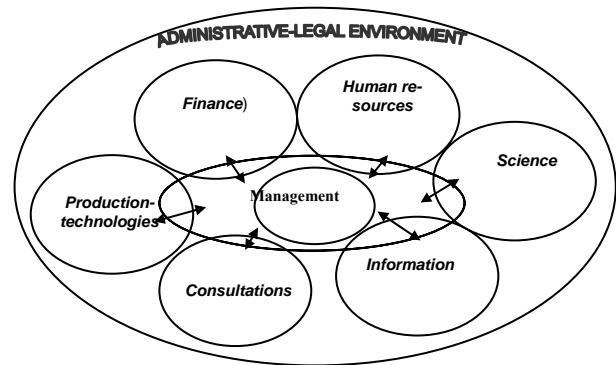 ADMINISTRATIVE-LEGAL ENVIRONMENT
Finance)
Human re-
sources
Science
Production-
technologies
Management
Information
Consultations